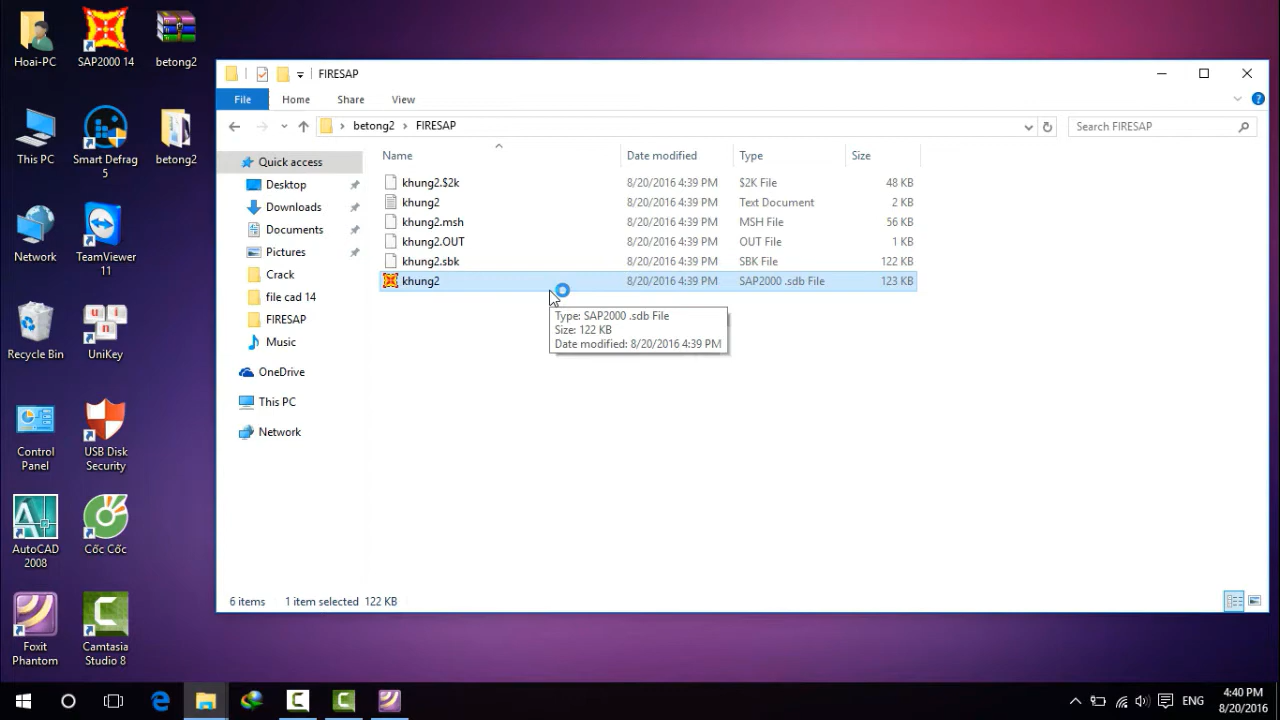 Hoai-PC
SAP2000 14
betong2
This PC
Smart Defrag
5
betong2
Network
TeamViewer
11
Recycle Bin
UniKey
Control
Panel
USB Disk
Security
AutoCAD
2008
Cốc Cốc
Foxit
Phantom
Camtasia
Studio 8
FIRESAP
File
Home
Share
View
betong2
FIRESAP
Search FIRESAP
Quick access
Desktop
Downloads
Documents
Pictures
Crack
file cad 14
FIRESAP
Music
OneDrive
This PC
Network
Name Date modified Type Size
khung2.$2k 8/20/2016 4:39 PM $2K File 48 KB
khung2 8/20/2016 4:39 PM Text Document 2 KB
khung2.msh 8/20/2016 4:39 PM MSH File 56 KB
khung2.OUT 8/20/2016 4:39 PM OUT File 1 KB
khung2.sbk 8/20/2016 4:39 PM SBK File 122 KB
khung2 8/20/2016 4:39 PM SAP2000 .sdb File 123 KB
Type: SAP2000 .sdb File
Size: 122 KB
Date modified: 8/20/2016 4:39 PM
6 items 1 item selected 122 KB
ENG
4:40 PM
8/20/2016